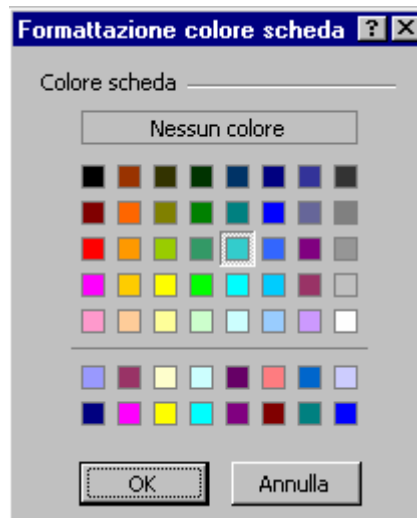 Formattazione colore scheda ? X
Colore scheda
Nessun colore
OK Annulla